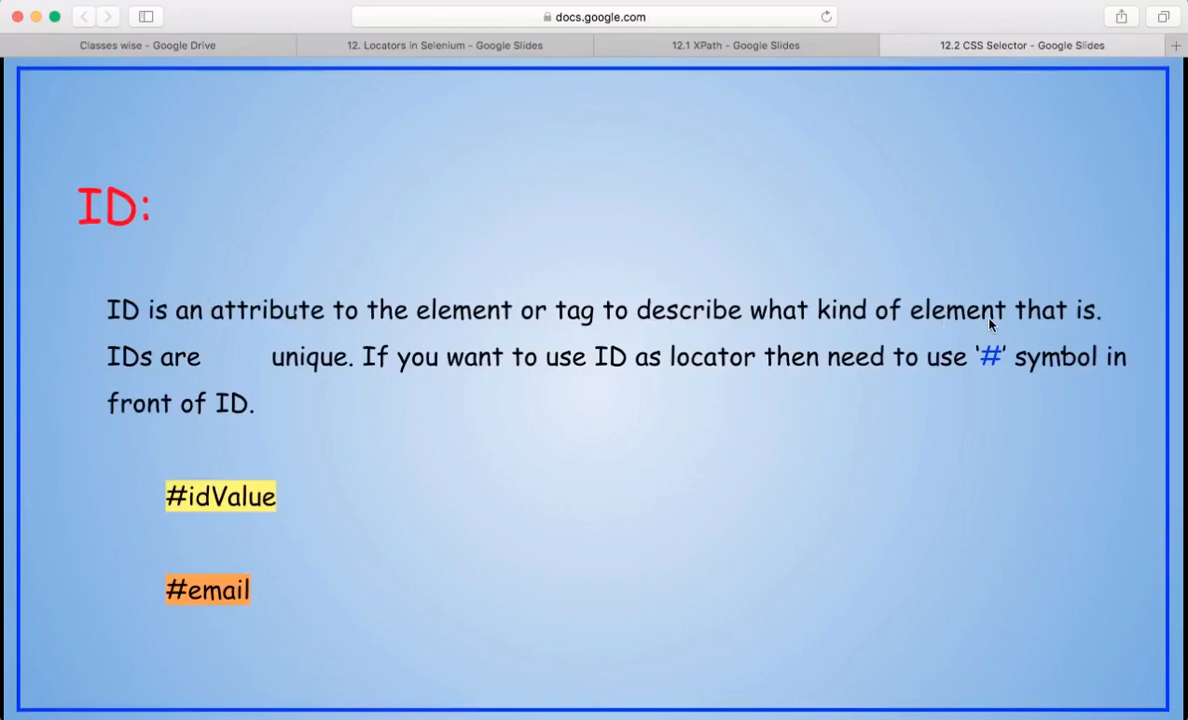 docs.google.com
Classes wise - Google Drive
12. Locators in Selenium - Google Slides
12.1 XPath - Google Slides
12.2 CSS Selector - Google Slides
ID:
ID is an attribute to the element or tag to describe what kind of element that is.
IDs are unique. If you want to use ID as locator then need to use '#' symbol in
front of ID.
#idValue
#email